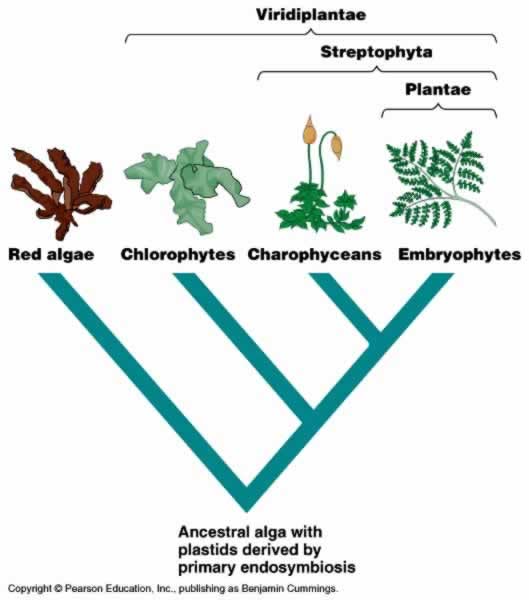 Viridiplantae
Streptophyta
Plantae
Red algae Chlorophytes Charophyceans Embryophytes
Ancestral alga with
plastids derived by
primary endosymbiosis
Copyright © Pearson Education, Inc., publishing as Benjamin Cummings.